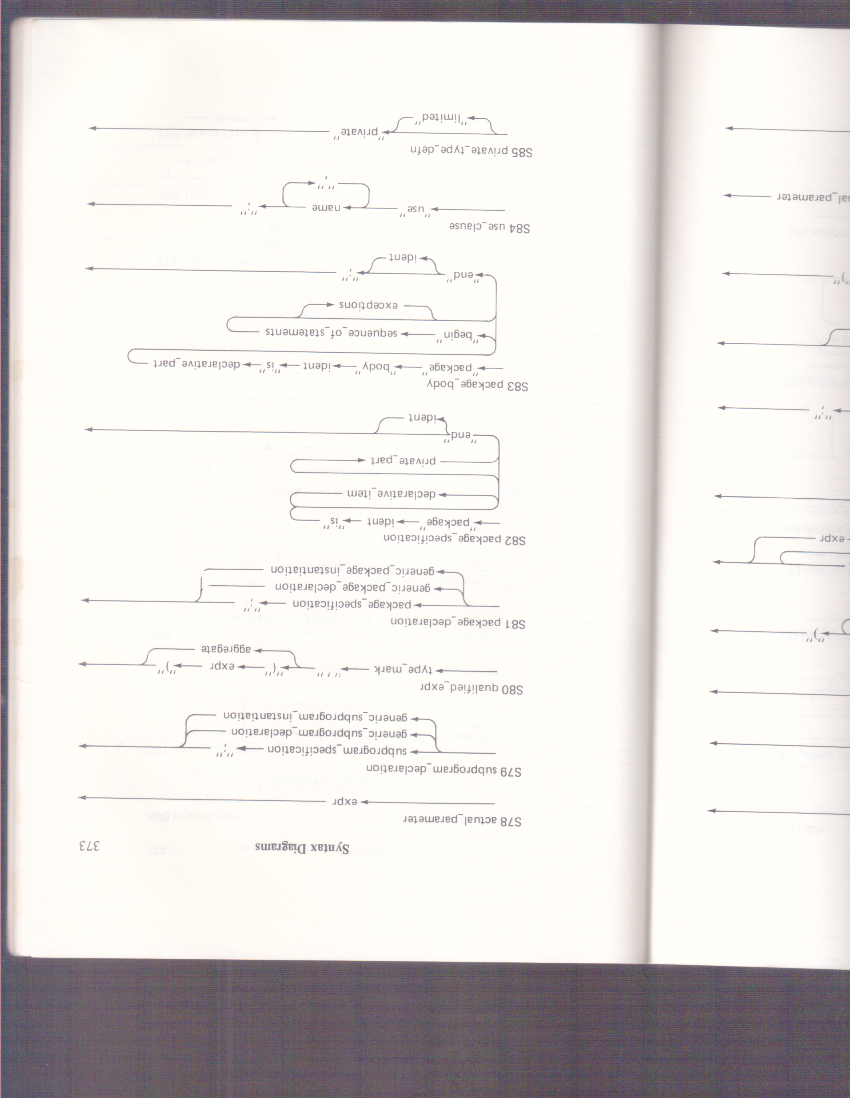 Syntax Diagrams 373
S78 actual_parameter
expr
S79 subprogram_declaration
subprogram_specification ";"
generic_subprogram_declaration
generic_subprogram_instantiation
S80 qualified_expr
type_mark "'" "(" expr ")"
aggregate
S81 package_declaration
package_specification ";"
generic_package_declaration
generic_package_instantiation
S82 package_specification
"package" ident "is"
declarative_item
private_part
"end"
ident
S83 package_body
"package" "body" ident "is" declarative_part
"begin" sequence_of_statements
exceptions
"end" ";"
ident
S84 use_clause
"use" name ";"
","
S85 private_type_defn
"private"
"limited"
")"
expr
";"
")"